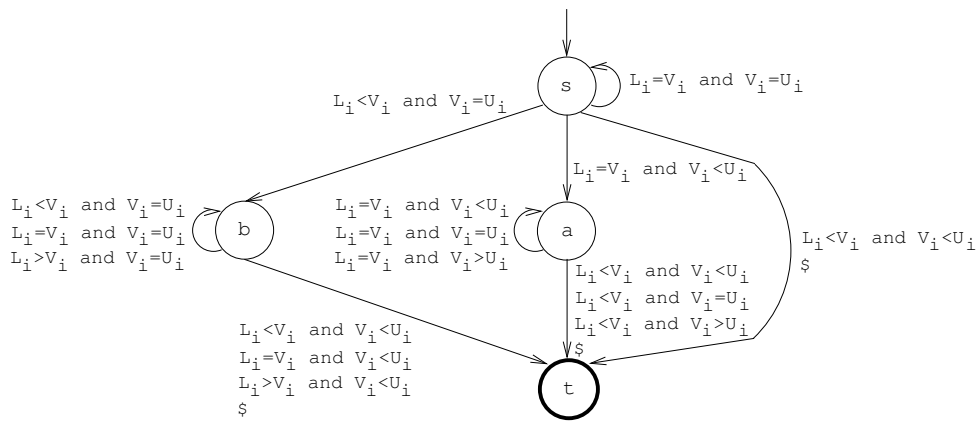 s
L_i=V_i and V_i=U_i
L_i<V_i and V_i=U_i
L_i=V_i and V_i<U_i
L_i<V_i and V_i=U_i
L_i=V_i and V_i=U_i
L_i>V_i and V_i=U_i
b
L_i=V_i and V_i<U_i
L_i=V_i and V_i=U_i
L_i=V_i and V_i>U_i
a
L_i<V_i and V_i<U_i
$
L_i<V_i and V_i<U_i
L_i<V_i and V_i=U_i
L_i<V_i and V_i>U_i
$
L_i<V_i and V_i<U_i
L_i=V_i and V_i<U_i
L_i>V_i and V_i<U_i
$
t